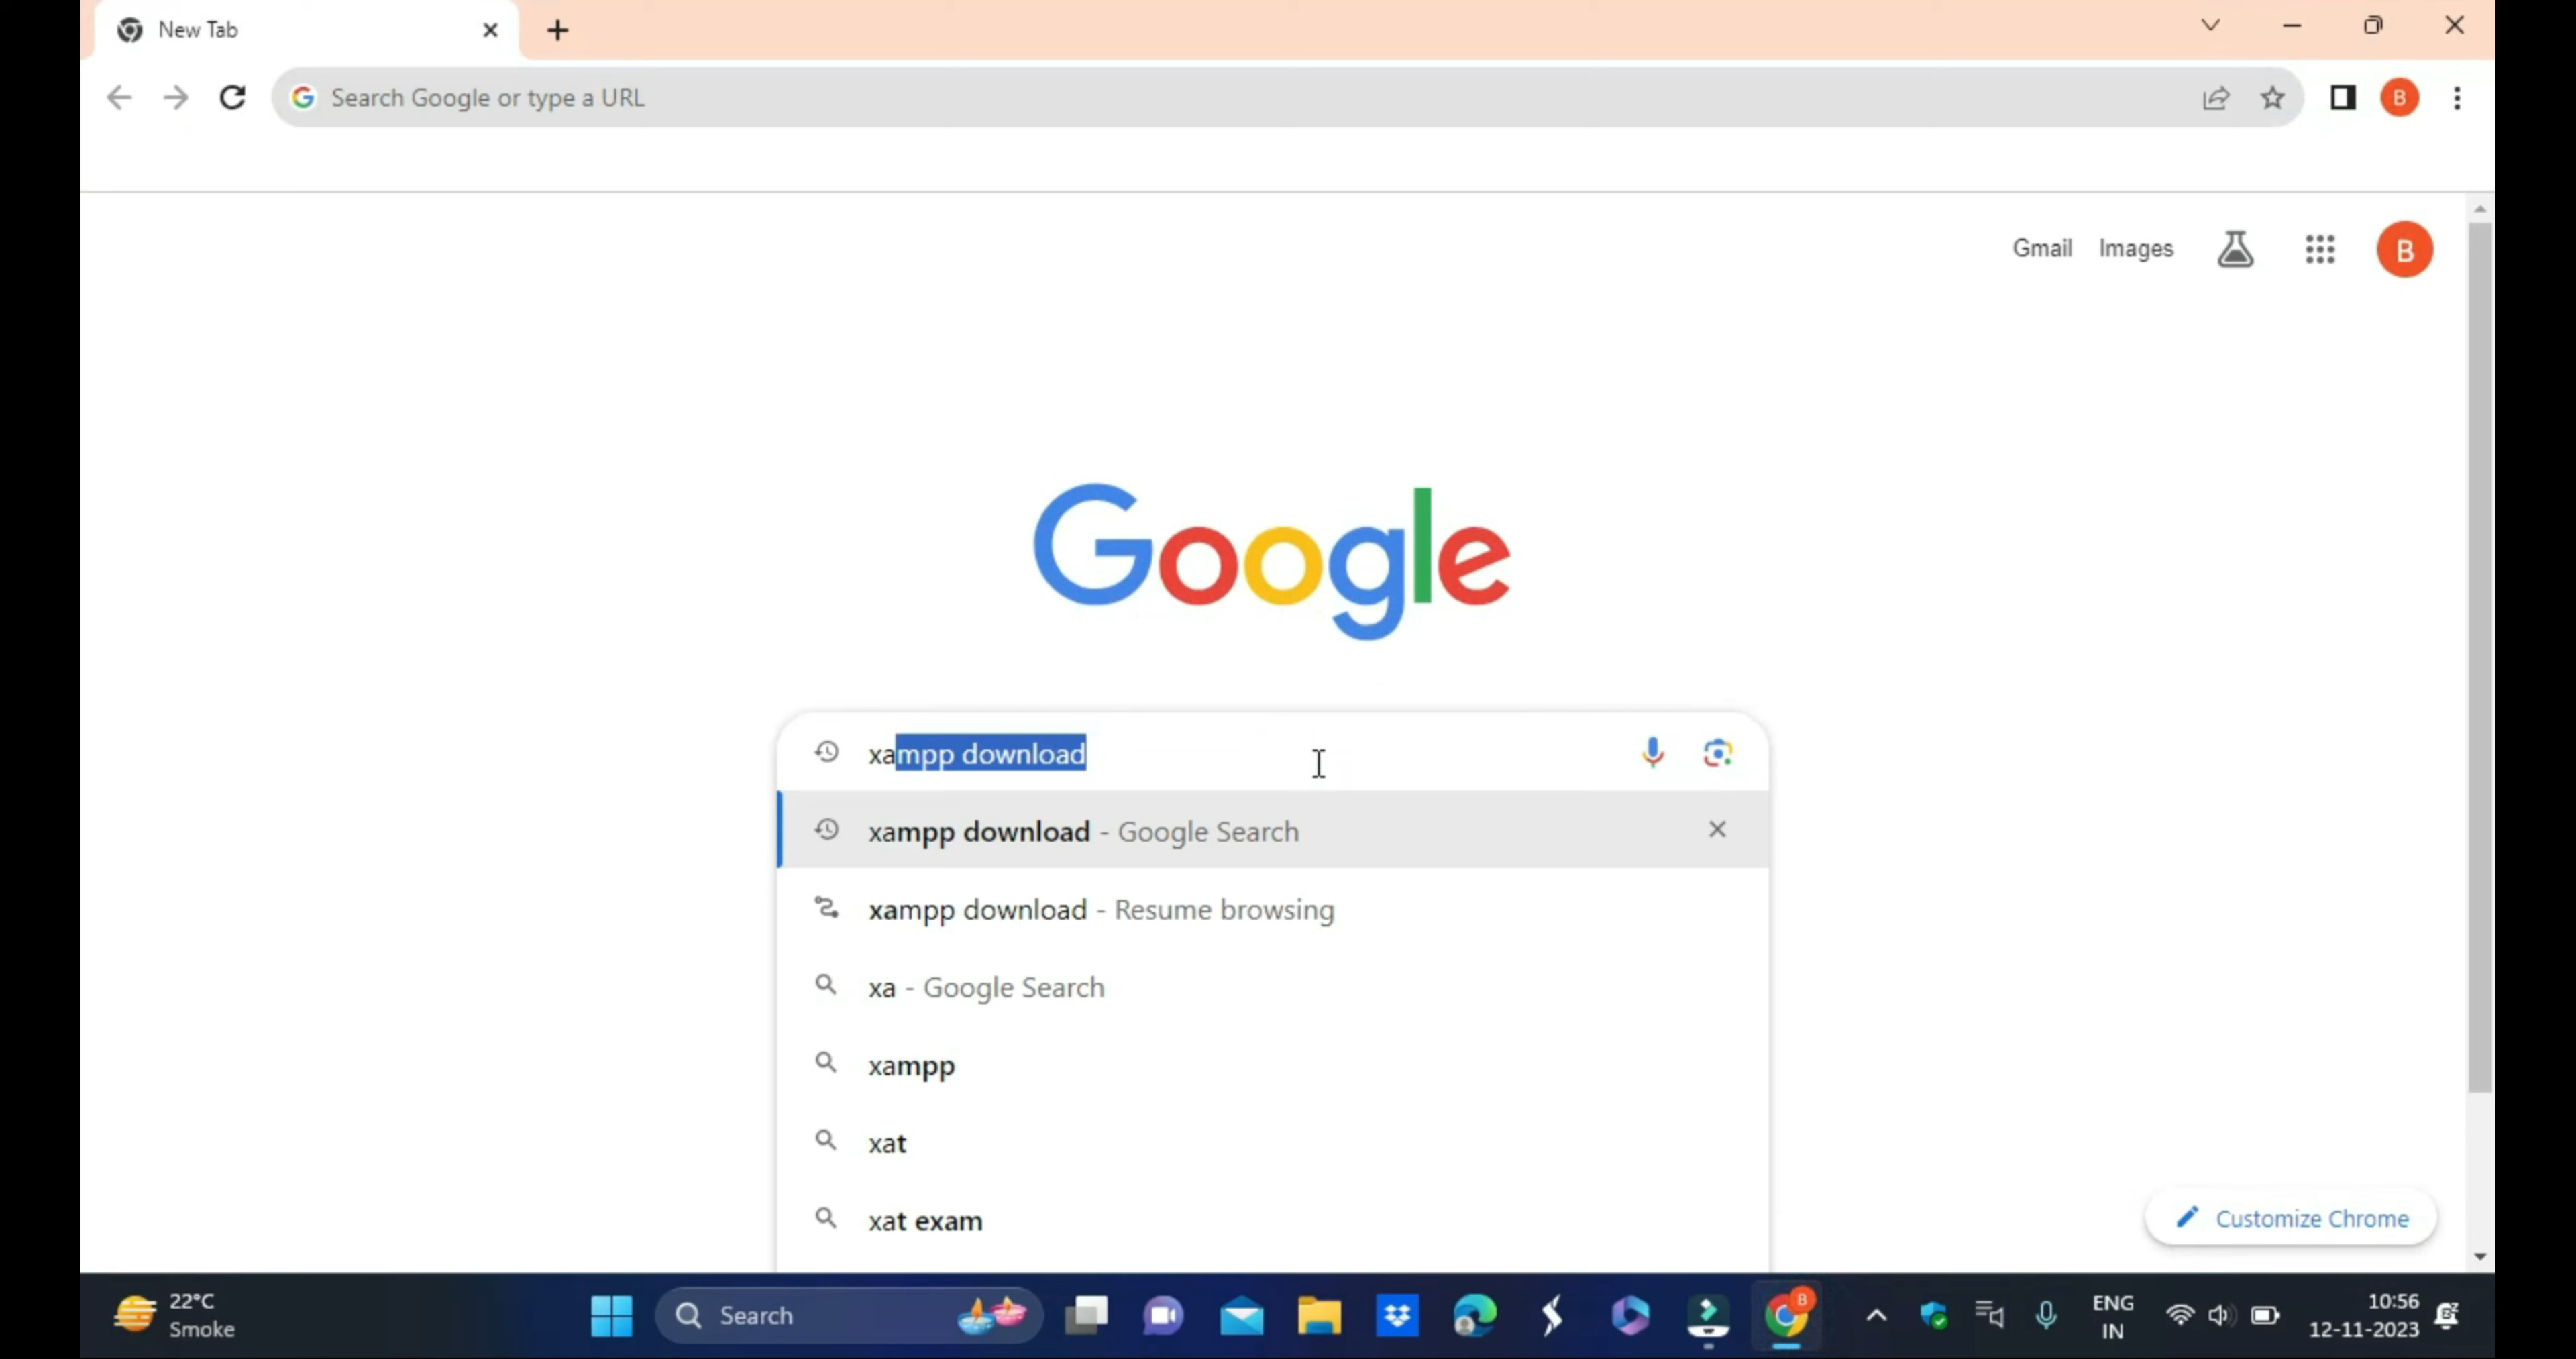 New Tab
Search Google or type a URL
B
Gmail Images
B
Google
xampp download
xampp download - Google Search
xampp download - Resume browsing
xa - Google Search
xampp
xat
xat exam
Customize Chrome
22°C
Smoke
Search
B
ENG
IN
10:56
12-11-2023